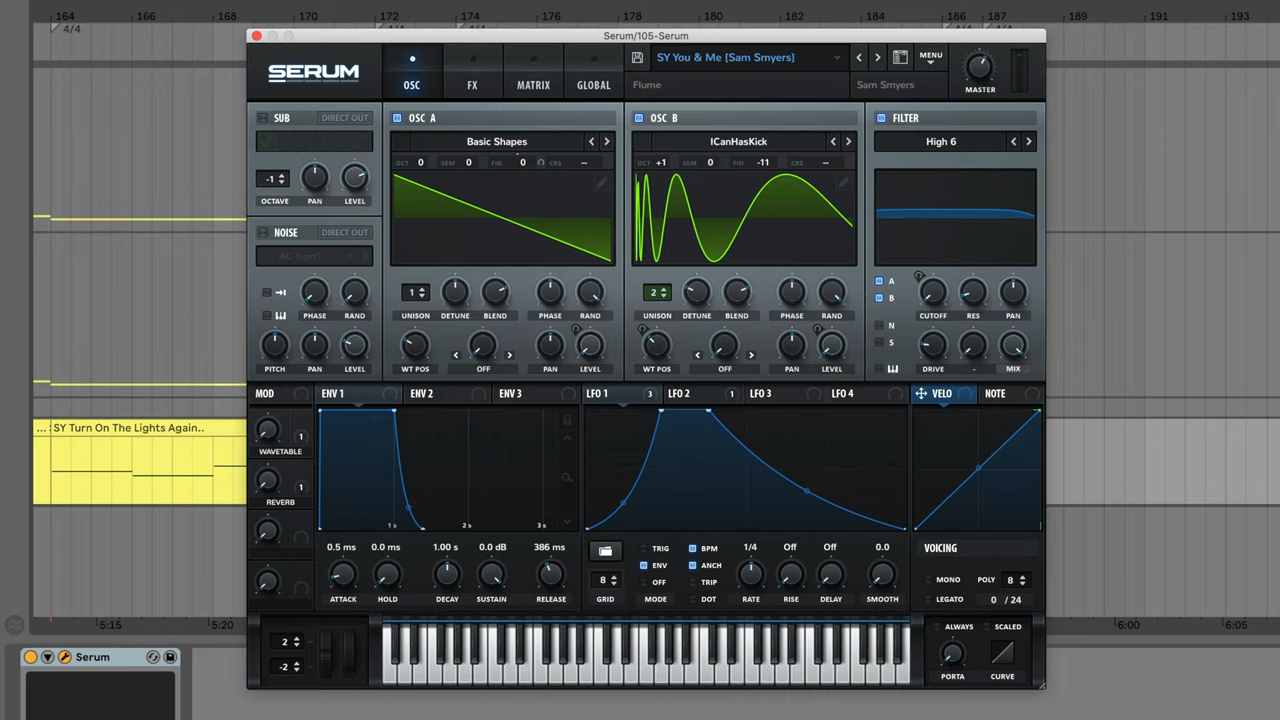 164 166 168 170 172 174 176 178 180 182 184 186 187 189 191 193
4/4
4/4
Serum/105-Serum
SERUM
OSC FX MATRIX GLOBAL
SY You & Me [Sam Smyers]
Flume
Sam Smyers
MENU
MASTER
SUB DIRECT OUT
-1
OCTAVE PAN LEVEL
NOISE DIRECT OUT
AC hum1
PHASE RAND
PITCH PAN LEVEL
OSC A
Basic Shapes
OCT 0 SEM 0 FIN 0 CRS --
1
UNISON DETUNE BLEND PHASE RAND
WT POS OFF PAN LEVEL
OSC B
ICanHasKick
OCT +1 SEM 0 FIN -11 CRS --
2
UNISON DETUNE BLEND PHASE RAND
WT POS OFF PAN LEVEL
FILTER
High 6
A
B
N
S
CUTOFF RES PAN
DRIVE - MIX
MOD ENV 1 ENV 2 ENV 3 LFO 1 3 LFO 2 1 LFO 3 LFO 4 VELO NOTE
... SY Turn On The Lights Again..
1
WAVETABLE
1
REVERB
1 s 2 s 3 s
0.5 ms 0.0 ms 1.00 s 0.0 dB 386 ms
ATTACK HOLD DECAY SUSTAIN RELEASE
TRIG BPM
ENV ANCH
8 OFF TRIP
GRID MODE DOT
1/4 Off Off 0.0
RATE RISE DELAY SMOOTH
VOICING
MONO POLY 8
LEGATO 0 / 24
ALWAYS SCALED
PORTA CURVE
2
-2
5:15 5:20 6:00 6:05
Serum